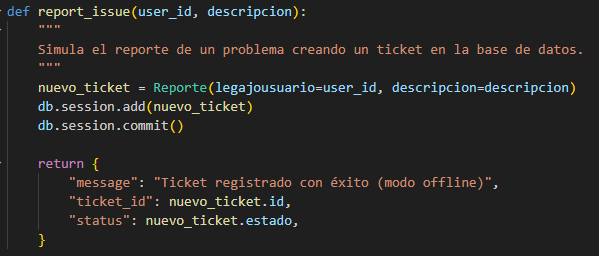 def report_issue(user_id, descripcion):
    """
    Simula el reporte de un problema creando un ticket en la base de datos.
    """
    nuevo_ticket = Reporte(legajousuario=user_id, descripcion=descripcion)
    db.session.add(nuevo_ticket)
    db.session.commit()

    return {
        "message": "Ticket registrado con éxito (modo offline)",
        "ticket_id": nuevo_ticket.id,
        "status": nuevo_ticket.estado,
    }